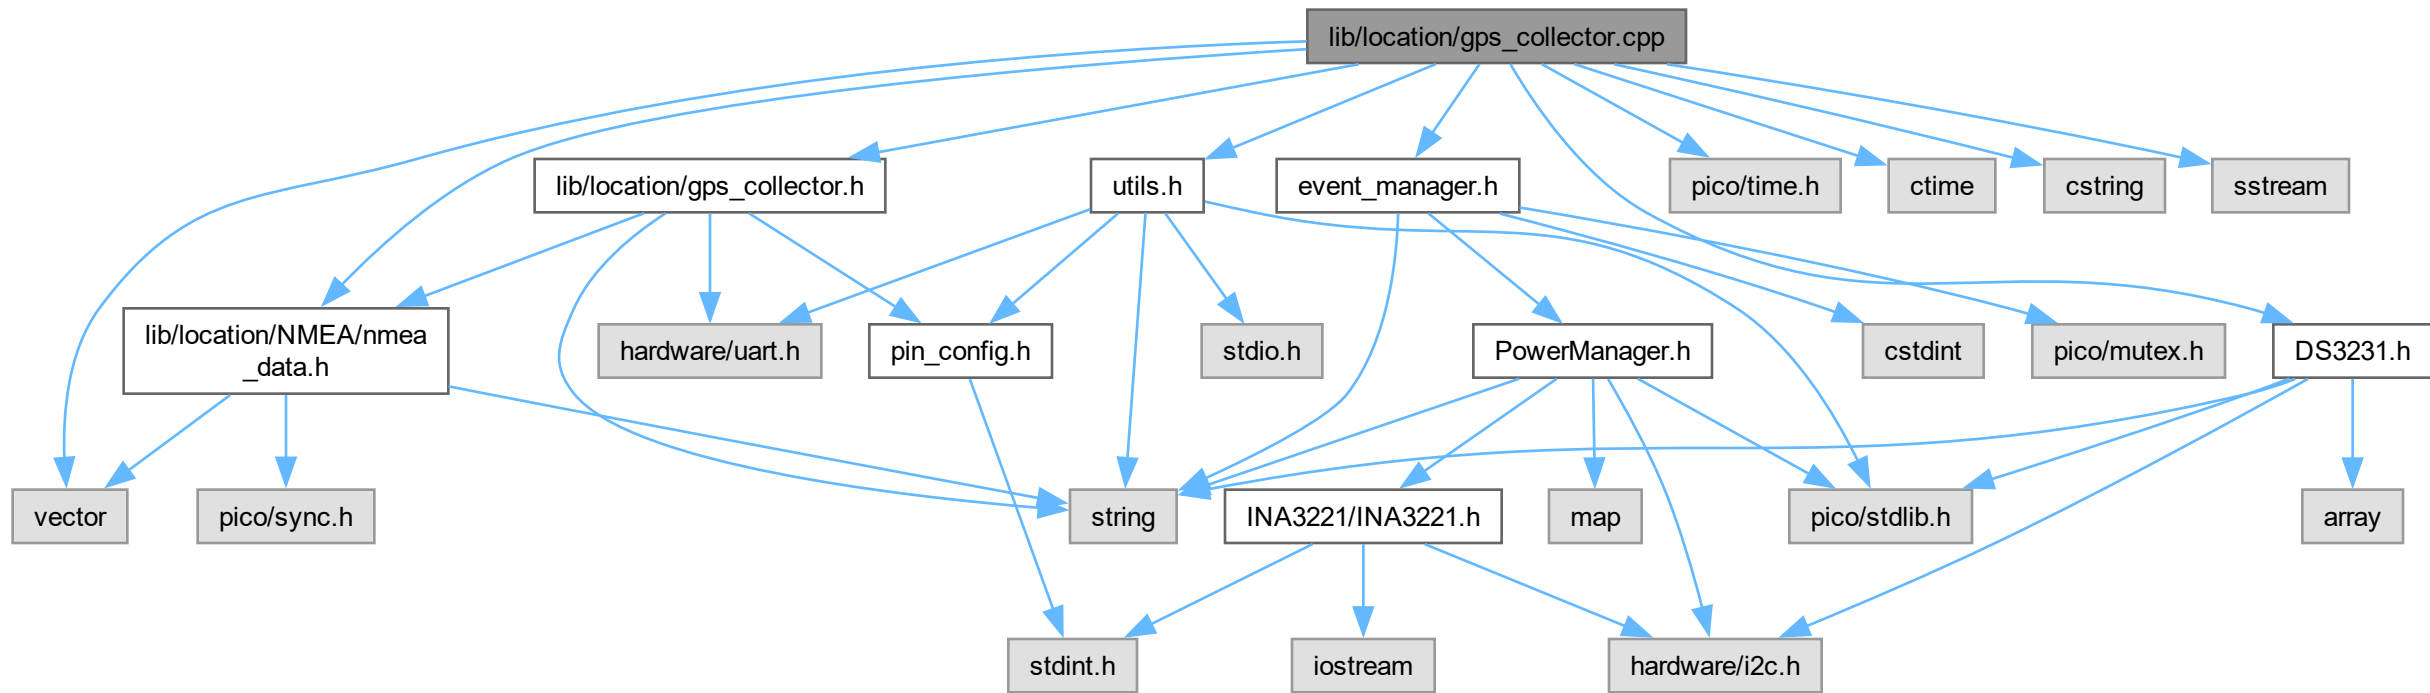 lib/location/gps_collector.cpp
lib/location/gps_collector.h
utils.h
event_manager.h
pico/time.h
ctime
cstring
sstream
lib/location/NMEA/nmea
_data.h
hardware/uart.h
pin_config.h
stdio.h
PowerManager.h
cstdint
pico/mutex.h
DS3231.h
vector
pico/sync.h
string
INA3221/INA3221.h
map
pico/stdlib.h
array
stdint.h
iostream
hardware/i2c.h